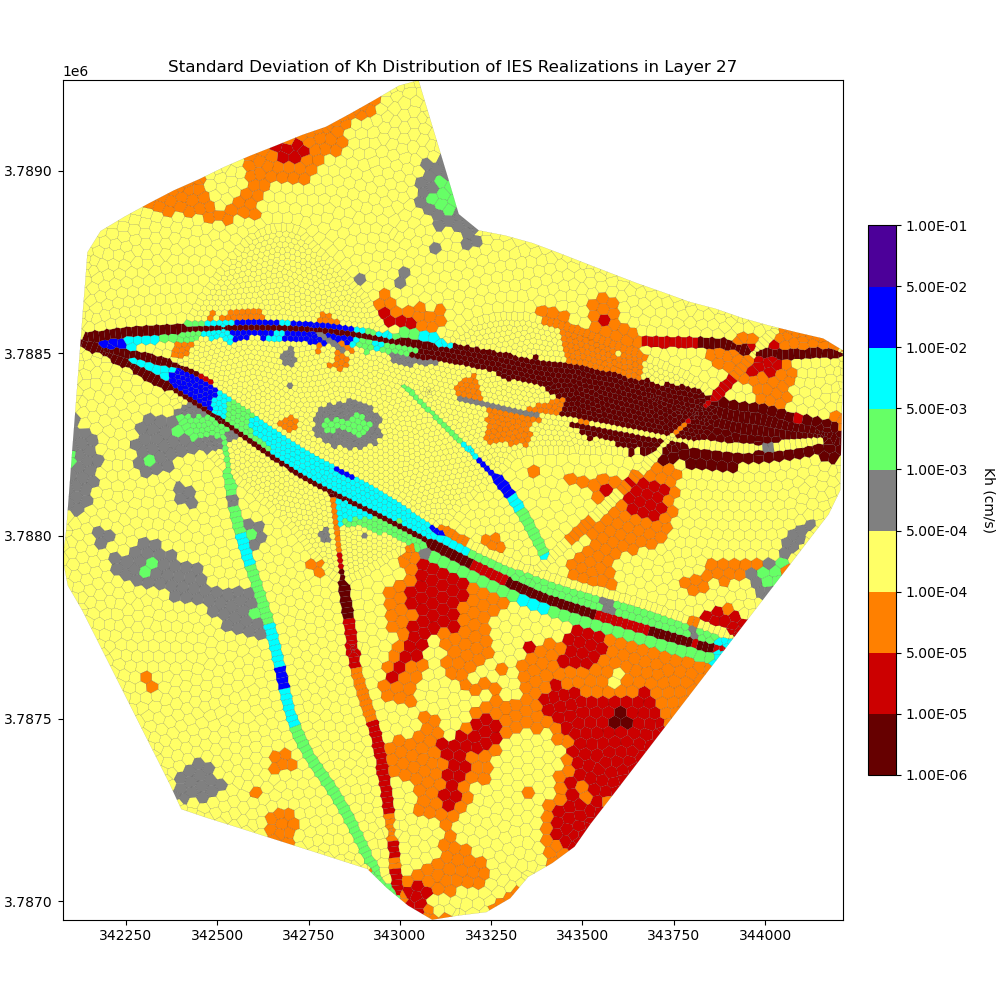 Standard Deviation of Kh Distribution of IES Realizations in Layer 27
1e6
3.7890
3.7885
3.7880
3.7875
3.7870
342250 342500 342750 343000 343250 343500 343750 344000
1.00E-01
5.00E-02
1.00E-02
5.00E-03
1.00E-03
5.00E-04
1.00E-04
5.00E-05
1.00E-05
1.00E-06
Kh (cm/s)